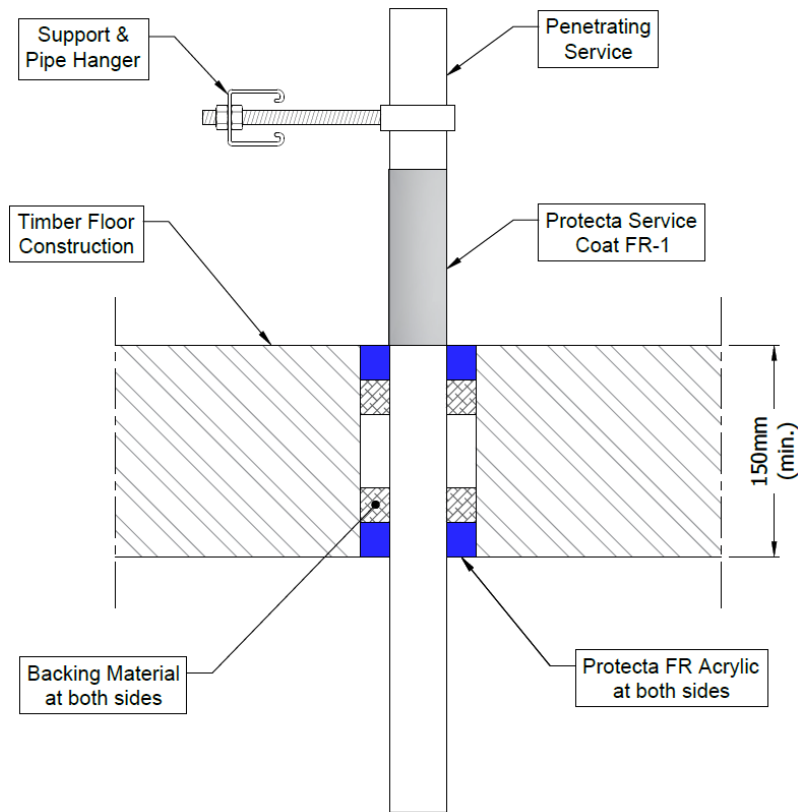 Support &
Pipe Hanger
Penetrating
Service
Timber Floor
Construction
Protecta Service
Coat FR-1
150mm
(min.)
Backing Material
at both sides
Protecta FR Acrylic
at both sides